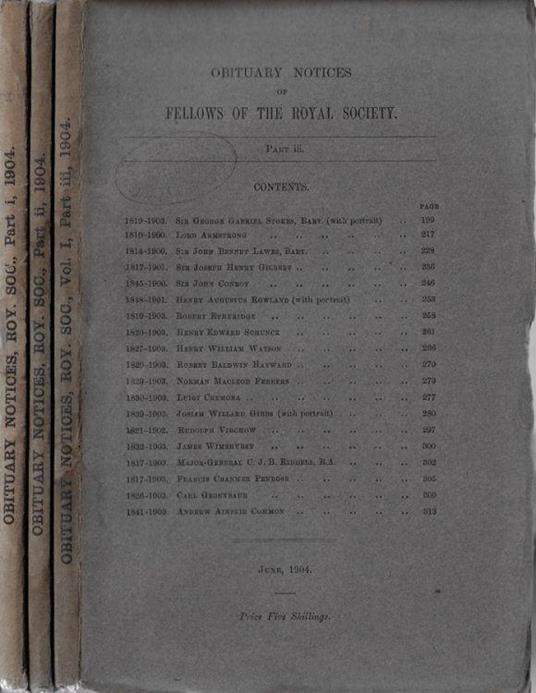 OBITUARY NOTICES, ROY. SOC., Part i, 1904.
OBITUARY NOTICES, ROY. SOC., Part ii, 1904.
OBITUARY NOTICES, ROY. SOC., Vol. I, Part iii, 1904.
OBITUARY NOTICES
OF
FELLOWS OF THE ROYAL SOCIETY.
PART iii.
CONTENTS.
PAGE
1819-1903. SIR GEORGE GABRIEL STOKES, BART. (with portrait) .. 199
1810-1900. LORD ARMSTRONG .. .. .. .. .. .. 217
1814-1900. SIR JOHN BENNET LAWES, BART. .. .. .. .. 228
1817-1901. SIR JOSEPH HENRY GILBERT .. .. .. .. .. 236
1845-1900. SIR JOHN CONROY .. .. .. .. .. .. 246
1848-1901. HENRY AUGUSTUS ROWLAND (with portrait) .. .. 253
1819-1903. ROBERT ETHERIDGE .. .. .. .. .. .. 258
1820-1903. HENRY EDWARD SCHUNCK .. .. .. .. .. 261
1827-1903. HENRY WILLIAM WATSON .. .. .. .. .. 266
1829-1903. ROBERT BALDWIN HAYWARD .. .. .. .. .. 270
1829-1903. NORMAN MACLEOD FERRERS .. .. .. .. .. 273
1830-1903. LUIGI CREMONA .. .. .. .. .. .. .. 277
1839-1903. JOSIAH WILLARD GIBBS (with portrait) .. .. .. 280
1821-1902. RUDOLPH VIRCHOW .. .. .. .. .. .. 297
1832-1903. JAMES WIMSHURST .. .. .. .. .. .. 300
1817-1903. MAJOR-GENERAL C. J. B. RIDDELL, R.A. .. .. .. 302
1817-1903. FRANCIS CRANMER PENROSE .. .. .. .. .. 305
1826-1903. CARL GEGENBAUR .. .. .. .. .. .. 309
1841-1903. ANDREW AINSLIE COMMON .. .. .. .. .. 313
JUNE, 1904.
Price Five Shillings.